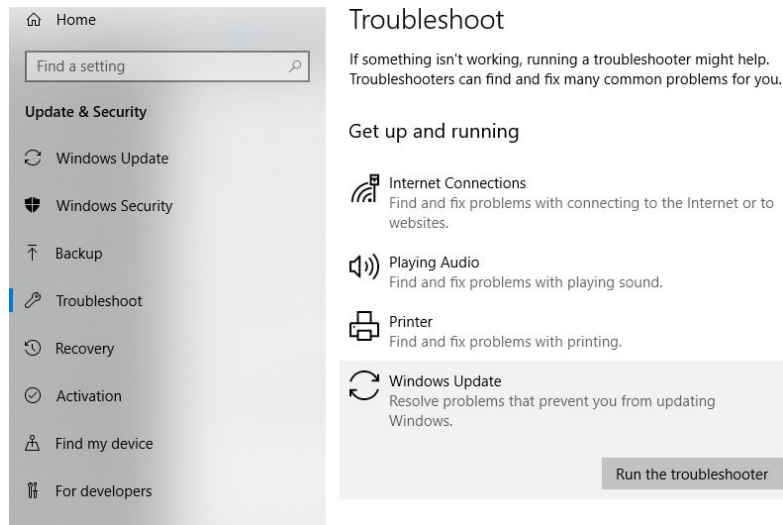 Home
Find a setting
Update & Security
Windows Update
Windows Security
Backup
Troubleshoot
Recovery
Activation
Find my device
For developers
Troubleshoot
If something isn't working, running a troubleshooter might help.
Troubleshooters can find and fix many common problems for you.
Get up and running
Internet Connections
Find and fix problems with connecting to the Internet or to
websites.
Playing Audio
Find and fix problems with playing sound.
Printer
Find and fix problems with printing.
Windows Update
Resolve problems that prevent you from updating
Windows.
Run the troubleshooter